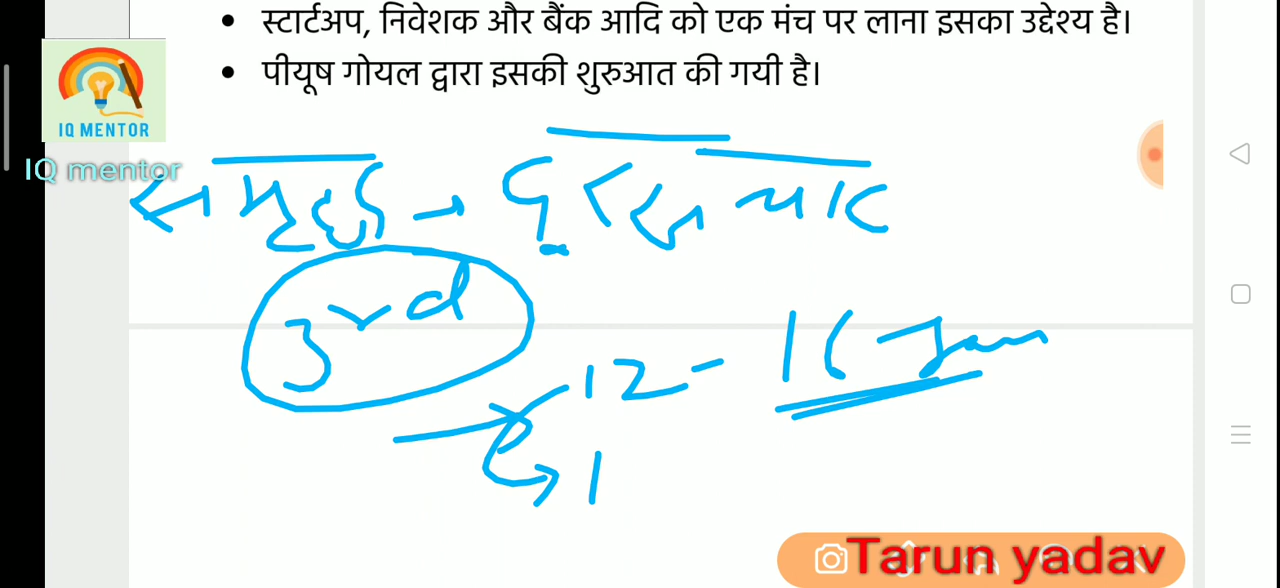 स्टार्टअप, निवेशक और बैंक आदि को एक मंच पर लाना इसका उद्देश्य है।
पीयूष गोयल द्वारा इसकी शुरुआत की गयी है।
IQ MENTOR
IQ mentor
3rd
12 - 16 Jan
1
Tarun yadav